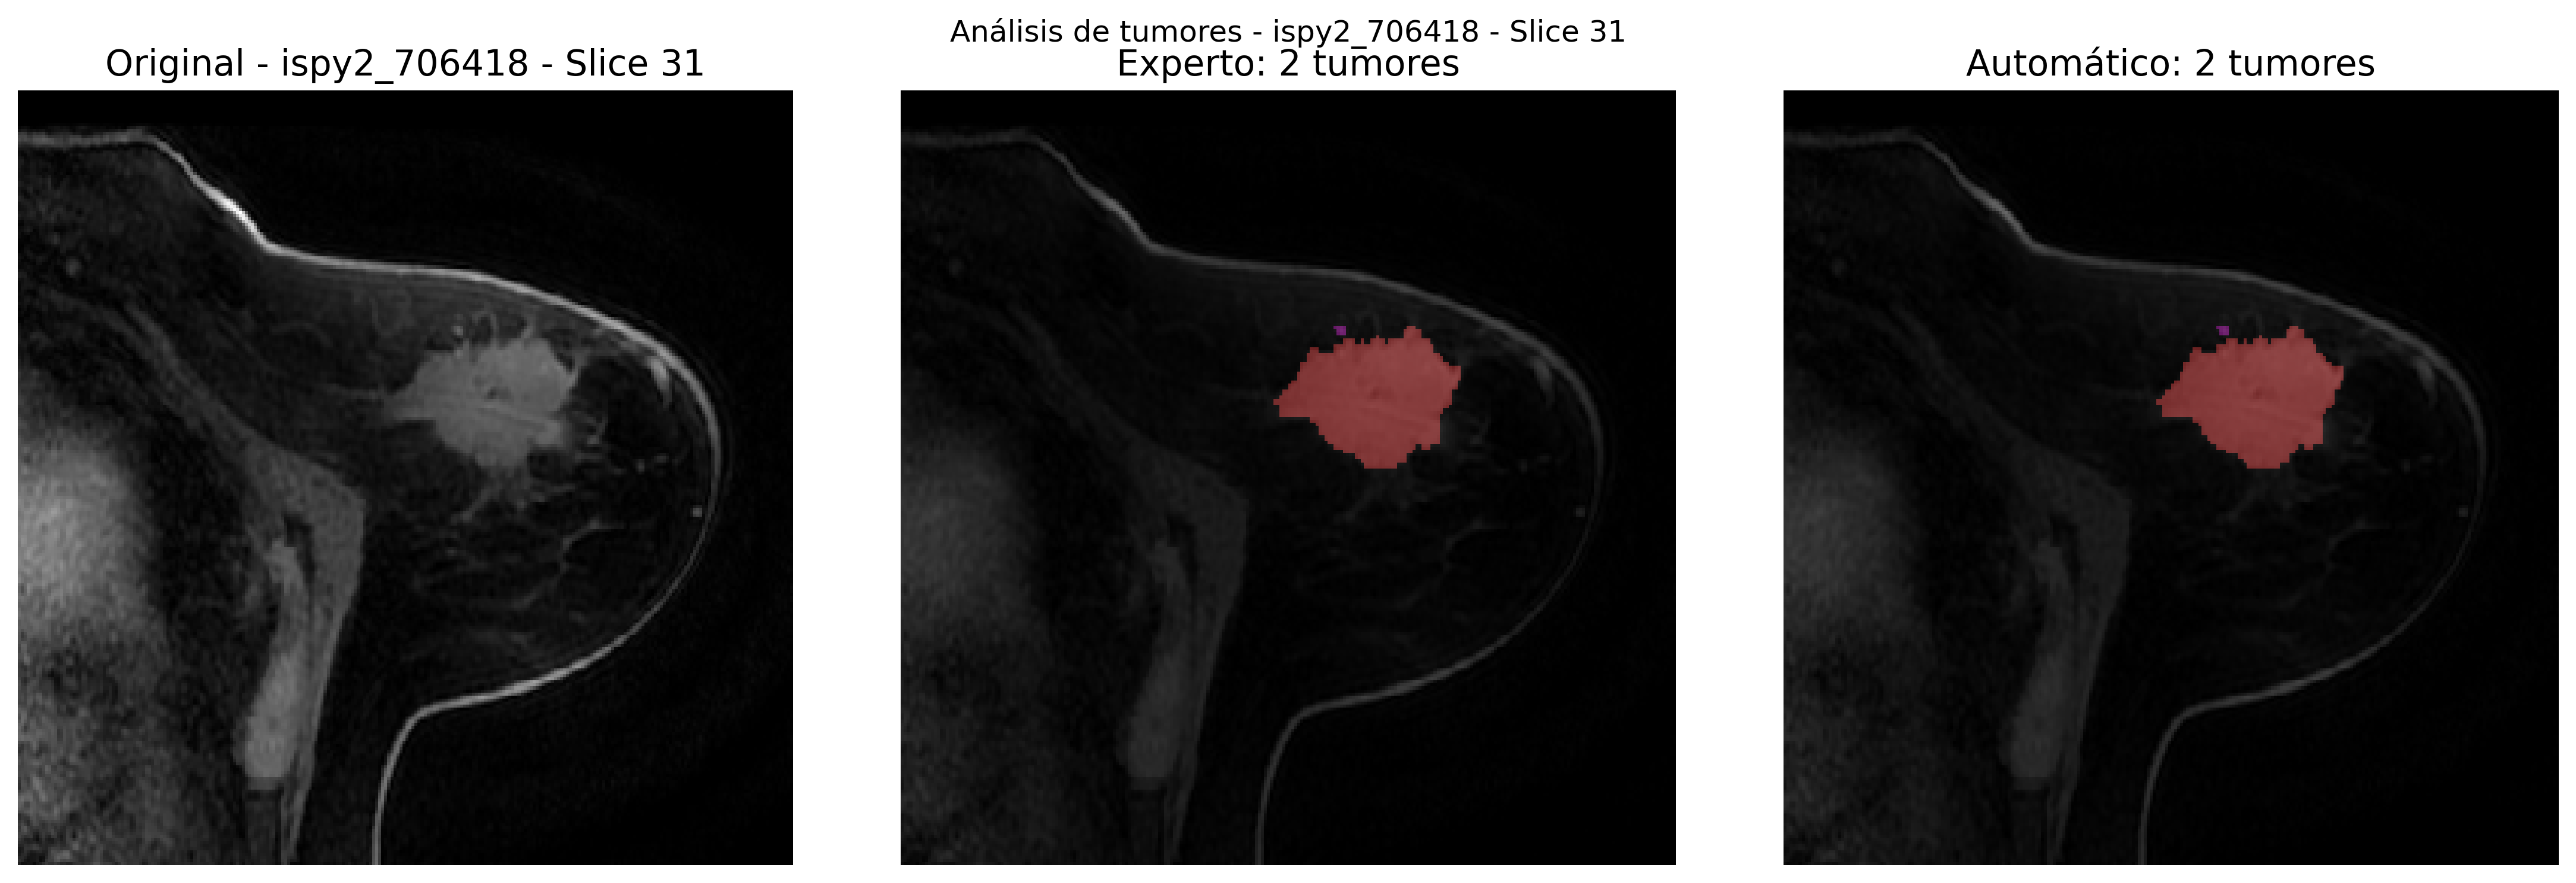 Análisis de tumores - ispy2_706418 - Slice 31
Original - ispy2_706418 - Slice 31
Experto: 2 tumores
Automático: 2 tumores